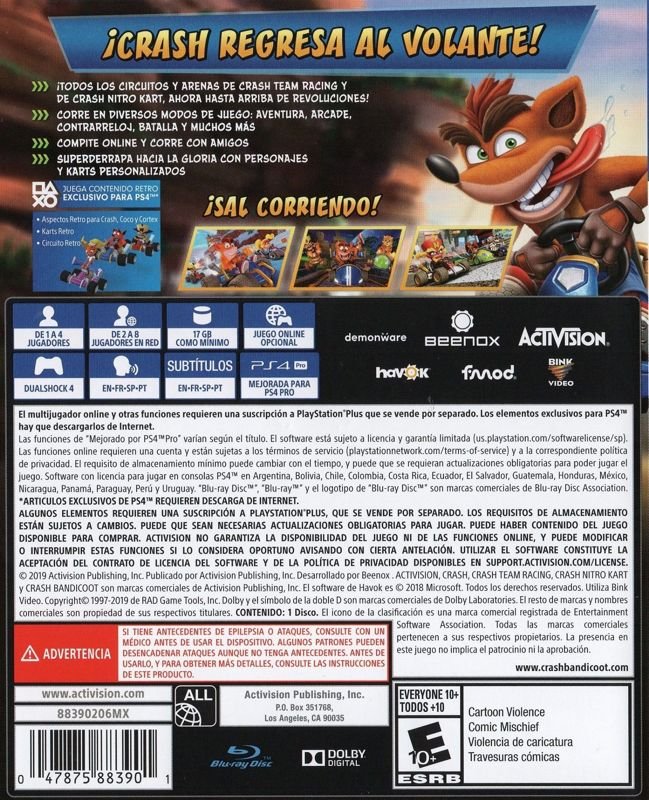 ¡CRASH REGRESA AL VOLANTE!
¡TODOS LOS CIRCUITOS Y ARENAS DE CRASH TEAM RACING Y
DE CRASH NITRO KART, AHORA HASTA ARRIBA DE REVOLUCIONES!
CORRE EN DIVERSOS MODOS DE JUEGO: AVENTURA, ARCADE,
CONTRARRELOJ, BATALLA Y MUCHOS MÁS
COMPITE ONLINE Y CORRE CON AMIGOS
SUPERDERRAPA HACIA LA GLORIA CON PERSONAJES
Y KARTS PERSONALIZADOS
JUEGA CONTENIDO RETRO
EXCLUSIVO PARA PS4™*
• Aspectos Retro para Crash, Coco y Cortex
• Karts Retro
• Circuito Retro
¡SAL CORRIENDO!
DE 1 A 4
JUGADORES
DE 2 A 8
JUGADORES EN RED
17 GB
COMO MÍNIMO
JUEGO ONLINE
OPCIONAL
DUALSHOCK 4
EN•FR•SP•PT
SUBTÍTULOS
EN•FR•SP•PT
PS4 Pro
MEJORADA PARA
PS4 PRO
demonware
BEENOX
ACTIVISION
havok
fmod
BINK
VIDEO
El multijugador online y otras funciones requieren una suscripción a PlayStation®Plus que se vende por separado. Los elementos exclusivos para PS4™
hay que descargarlos de Internet.
Las funciones de "Mejorado por PS4™Pro" varían según el título. El software está sujeto a licencia y garantía limitada (us.playstation.com/softwarelicense/sp).
Las funciones online requieren una cuenta y están sujetas a los términos de servicio (playstationnetwork.com/terms-of-service) y a la correspondiente política
de privacidad. El requisito de almacenamiento mínimo puede cambiar con el tiempo, y puede que se requieran actualizaciones obligatorias para poder jugar el
juego. Software con licencia para jugar en consolas PS4™ en Argentina, Bolivia, Chile, Colombia, Costa Rica, Ecuador, El Salvador, Guatemala, Honduras, México,
Nicaragua, Panamá, Paraguay, Perú y Uruguay. "Blu-ray Disc™", "Blu-ray™" y el logotipo de "Blu-ray Disc™" son marcas comerciales de Blu-ray Disc Association.
*ARTICULOS EXCLUSIVOS DE PS4™ REQUIEREN DESCARGA DE INTERNET.
ALGUNOS ELEMENTOS REQUIEREN UNA SUSCRIPCIÓN A PLAYSTATION®PLUS, QUE SE VENDE POR SEPARADO. LOS REQUISITOS DE ALMACENAMIENTO
ESTÁN SUJETOS A CAMBIOS. PUEDE QUE SEAN NECESARIAS ACTUALIZACIONES OBLIGATORIAS PARA JUGAR. PUEDE HABER CONTENIDO DEL JUEGO
DISPONIBLE PARA COMPRAR. ACTIVISION NO GARANTIZA LA DISPONIBILIDAD DEL JUEGO NI DE LAS FUNCIONES ONLINE, Y PUEDE MODIFICAR
O INTERRUMPIR ESTAS FUNCIONES SI LO CONSIDERA OPORTUNO AVISANDO CON CIERTA ANTELACIÓN. UTILIZAR EL SOFTWARE CONSTITUYE LA
ACEPTACIÓN DEL CONTRATO DE LICENCIA DEL SOFTWARE Y DE LA POLÍTICA DE PRIVACIDAD DISPONIBLES EN SUPPORT.ACTIVISION.COM/LICENSE.
© 2019 Activision Publishing, Inc. Publicado por Activision Publishing, Inc. Desarrollado por Beenox . ACTIVISION, CRASH, CRASH TEAM RACING, CRASH NITRO KART
y CRASH BANDICOOT son marcas comerciales de Activision Publishing, Inc. El software de Havok es © 2018 Microsoft. Todos los derechos reservados. Utiliza Bink
Video. Copyright© 1997-2019 de RAD Game Tools, Inc. Dolby y el símbolo de la doble D son marcas comerciales de Dolby Laboratories. El resto de marcas y nombres
comerciales son propiedad de sus respectivos titulares. CONTENIDO: 1 Disco. El icono de la clasificación es una marca comercial registrada de Entertainment
Software Association. Todas las marcas comerciales
pertenecen a sus respectivos propietarios. La presencia en
este juego no implica el patrocinio ni la aprobación.
ADVERTENCIA
SI TIENE ANTECEDENTES DE EPILEPSIA O ATAQUES, CONSULTE CON UN
MÉDICO ANTES DE USAR EL DISPOSITIVO. ALGUNOS PATRONES PUEDEN
DESENCADENAR ATAQUES AUNQUE NO TENGA ANTECEDENTES. ANTES DE
USARLO, Y PARA OBTENER MÁS DETALLES, CONSULTE LAS INSTRUCCIONES
DE ESTE PRODUCTO.
www.crashbandicoot.com
www.activision.com
88390206MX
ALL
Activision Publishing, Inc.
P.O. Box 351768,
Los Angeles, CA 90035
EVERYONE 10+
TODOS +10
E
10+
ESRB
Cartoon Violence
Comic Mischief
Violencia de caricatura
Travesuras cómicas
Blu-ray Disc
DOLBY
DIGITAL
0 47875 88390 1